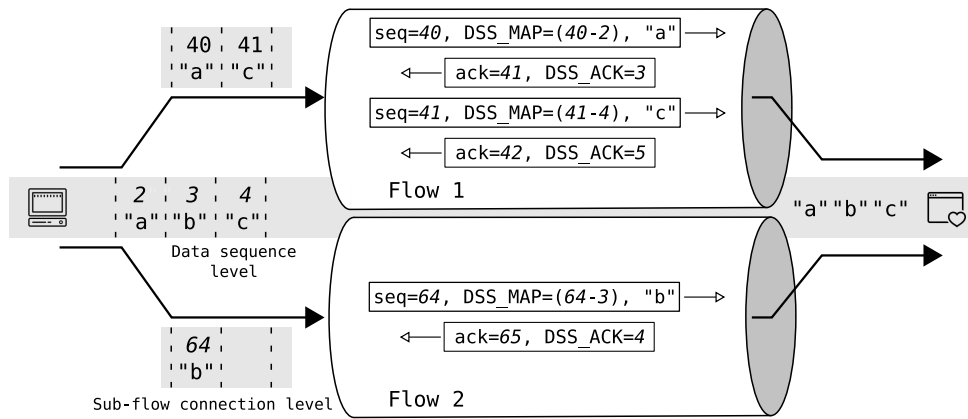 40 41
"a" "c"
seq=40, DSS_MAP=(40-2), "a"
ack=41, DSS_ACK=3
seq=41, DSS_MAP=(41-4), "c"
ack=42, DSS_ACK=5
Flow 1
2 3 4
"a" "b" "c"
"a" "b" "c"
Data sequence
level
seq=64, DSS_MAP=(64-3), "b"
ack=65, DSS_ACK=4
64
"b"
Sub-flow connection level
Flow 2